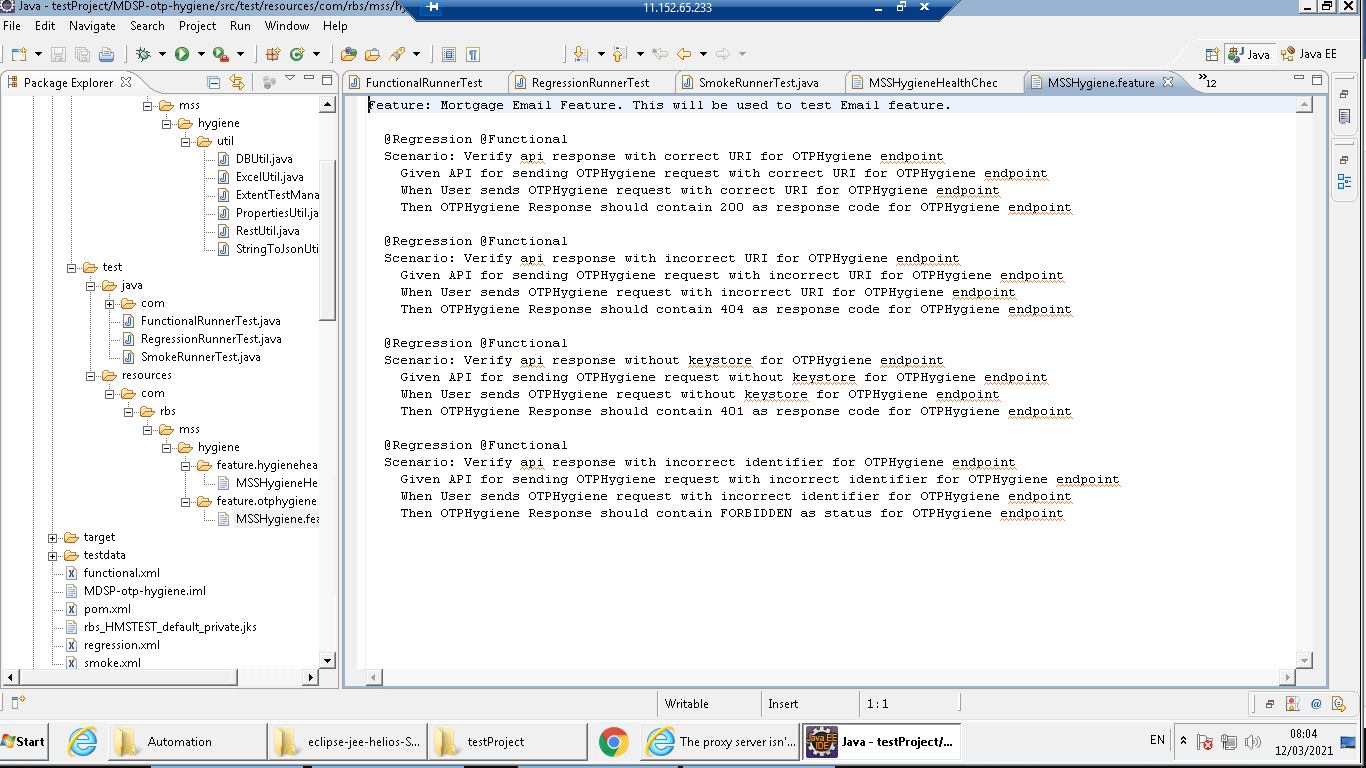 Java - testProject/MDSP-otp-hygiene/src/test/resources/com/rbs/mss/hy
11.152.65.233
File Edit Navigate Search Project Run Window Help
Java
Java EE
Package Explorer
FunctionalRunnerTest
RegressionRunnerTest
SmokeRunnerTest.java
MSSHygieneHealthChec
MSSHygiene.feature
12
mss
hygiene
util
DBUtil.java
ExcelUtil.java
ExtentTestMana
PropertiesUtil.ja
RestUtil.java
StringToJsonUti
test
java
com
FunctionalRunnerTest.java
RegressionRunnerTest.java
SmokeRunnerTest.java
resources
com
rbs
mss
hygiene
feature.hygienehea
MSSHygieneHe
feature.otphygiene
MSSHygiene.fea
target
testdata
functional.xml
MDSP-otp-hygiene.iml
pom.xml
rbs_HMSTEST_default_private.jks
regression.xml
smoke.xml
Feature: Mortgage Email Feature. This will be used to test Email feature.
@Regression @Functional
Scenario: Verify api response with correct URI for OTPHygiene endpoint
Given API for sending OTPHygiene request with correct URI for OTPHygiene endpoint
When User sends OTPHygiene request with correct URI for OTPHygiene endpoint
Then OTPHygiene Response should contain 200 as response code for OTPHygiene endpoint
@Regression @Functional
Scenario: Verify api response with incorrect URI for OTPHygiene endpoint
Given API for sending OTPHygiene request with incorrect URI for OTPHygiene endpoint
When User sends OTPHygiene request with incorrect URI for OTPHygiene endpoint
Then OTPHygiene Response should contain 404 as response code for OTPHygiene endpoint
@Regression @Functional
Scenario: Verify api response without keystore for OTPHygiene endpoint
Given API for sending OTPHygiene request without keystore for OTPHygiene endpoint
When User sends OTPHygiene request without keystore for OTPHygiene endpoint
Then OTPHygiene Response should contain 401 as response code for OTPHygiene endpoint
@Regression @Functional
Scenario: Verify api response with incorrect identifier for OTPHygiene endpoint
Given API for sending OTPHygiene request with incorrect identifier for OTPHygiene endpoint
When User sends OTPHygiene request with incorrect identifier for OTPHygiene endpoint
Then OTPHygiene Response should contain FORBIDDEN as status for OTPHygiene endpoint
Writable
Insert
1 : 1
Start
Automation
eclipse-jee-helios-S...
testProject
The proxy server isn'...
Java - testProject/...
EN
08:04
12/03/2021